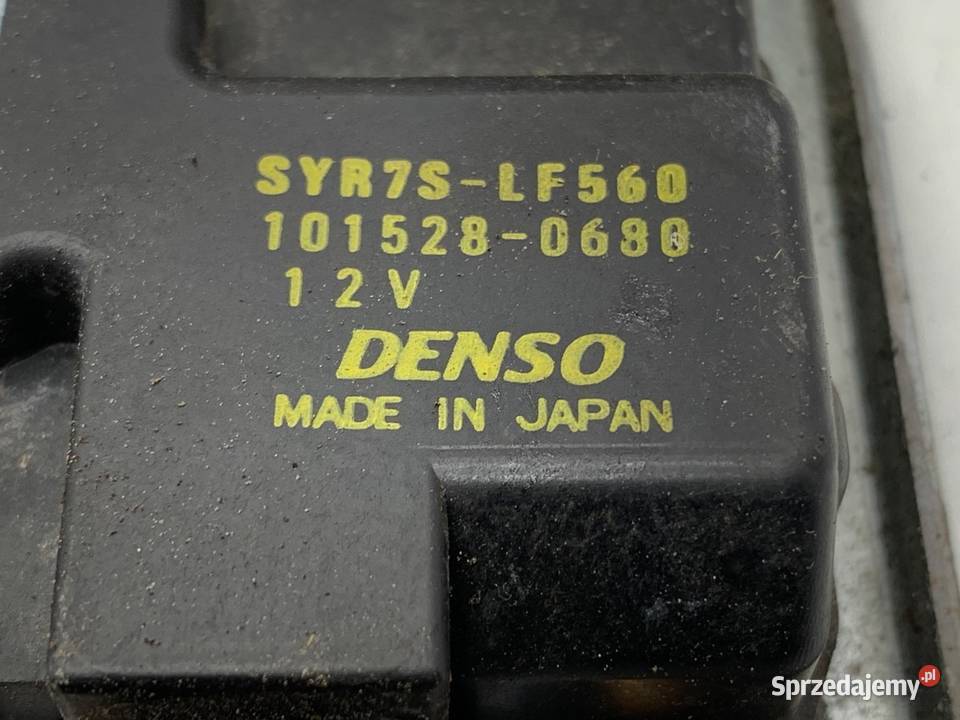 SYR7S-LF560
101528-0680
12V
DENSO
MADE IN JAPAN
Sprzedajemy.pl